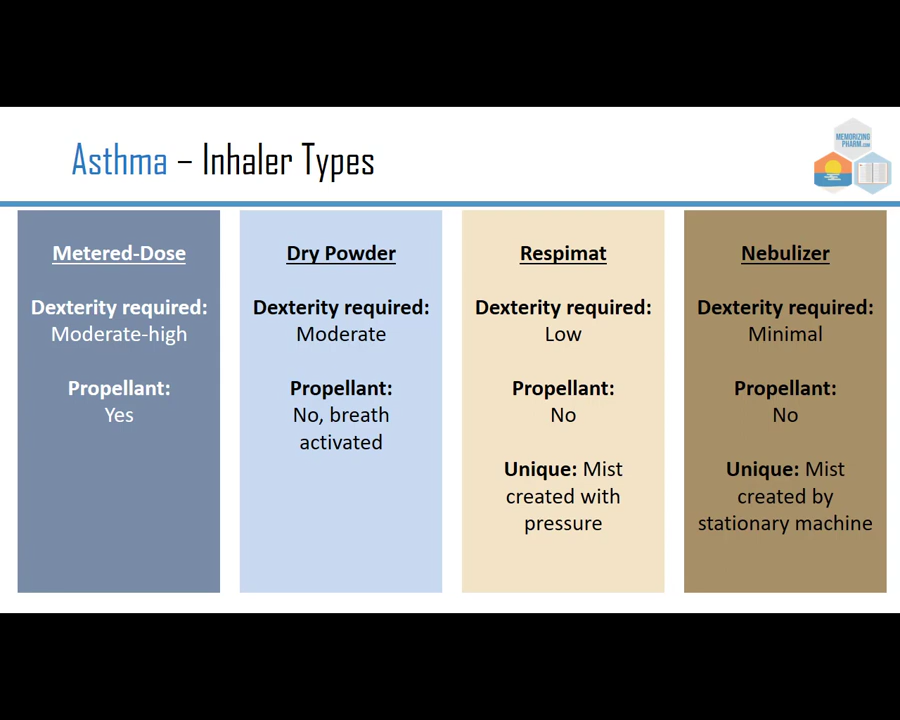 MEMORIZING
PHARM.COM
Asthma – Inhaler Types
Metered-Dose
Dexterity required:
Moderate-high
Propellant:
Yes
Dry Powder
Dexterity required:
Moderate
Propellant:
No, breath
activated
Respimat
Dexterity required:
Low
Propellant:
No
Unique: Mist
created with
pressure
Nebulizer
Dexterity required:
Minimal
Propellant:
No
Unique: Mist
created by
stationary machine